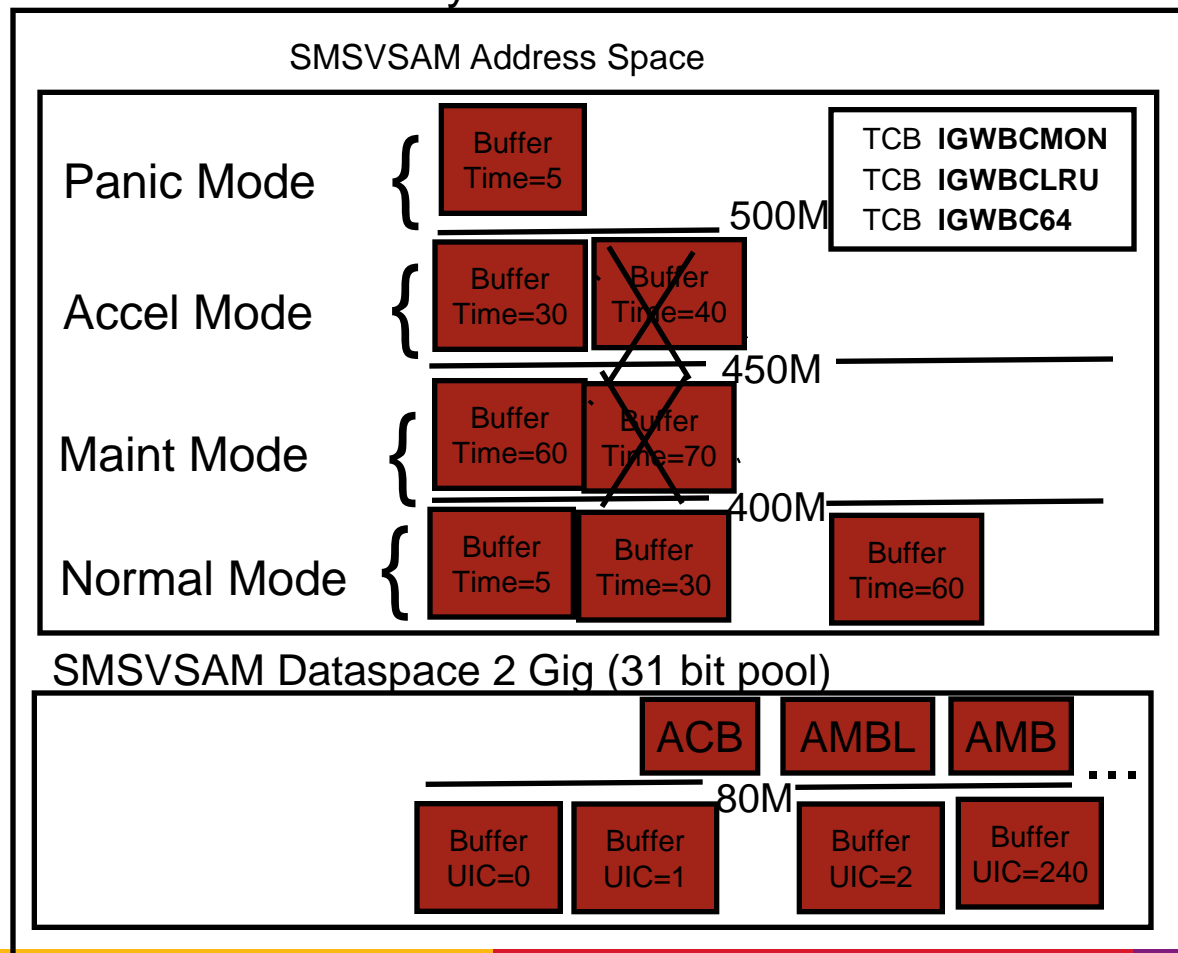 SMSVSAM Address Space
Panic Mode
{
Buffer
Time=5
TCB IGWBCMON
TCB IGWBCLRU
TCB IGWBC64
500M
Accel Mode
{
Buffer
Time=30
Buffer
Time=40
450M
Maint Mode
{
Buffer
Time=60
Buffer
Time=70
400M
Normal Mode
{
Buffer
Time=5
Buffer
Time=30
Buffer
Time=60
SMSVSAM Dataspace 2 Gig (31 bit pool)
ACB
AMBL
AMB
...
80M
Buffer
UIC=0
Buffer
UIC=1
Buffer
UIC=2
Buffer
UIC=240